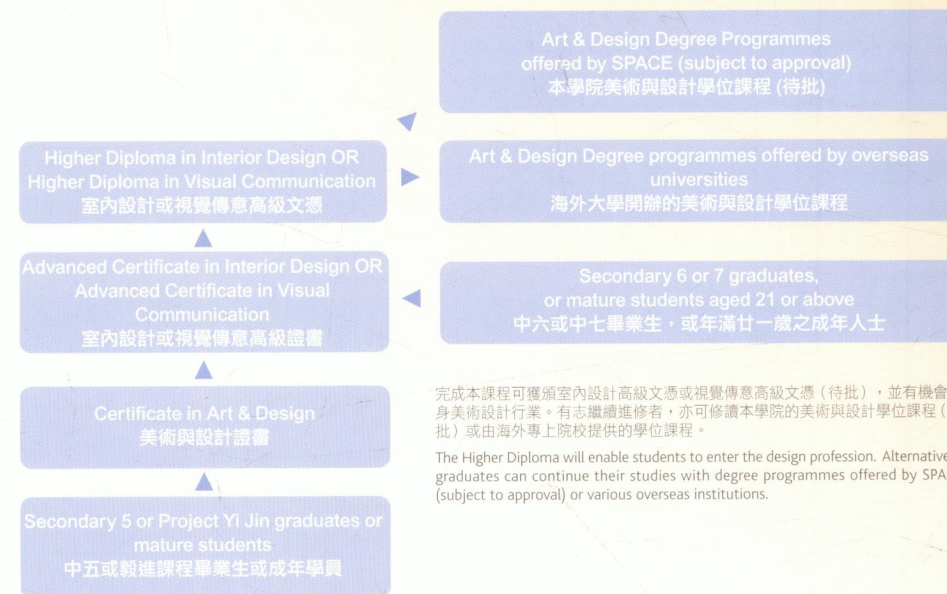 Art & Design Degree Programmes
offered by SPACE (subject to approval)
本學院美術與設計學位課程 (待批)
Higher Diploma in Interior Design OR
Higher Diploma in Visual Communication
室內設計或視覺傳意高級文憑
Art & Design Degree programmes offered by overseas
universities
海外大學開辦的美術與設計學位課程
Advanced Certificate in Interior Design OR
Advanced Certificate in Visual
Communication
室內設計或視覺傳意高級證書
Secondary 6 or 7 graduates,
or mature students aged 21 or above
中六或中七畢業生，或年滿廿一歲之成年人士
Certificate in Art & Design
美術與設計證書
Secondary 5 or Project Yi Jin graduates or
mature students
中五或毅進課程畢業生或成年學員
完成本課程可獲頒室內設計高級文憑或視覺傳意高級文憑（待批），並有機會
身美術設計行業。有志繼續進修者，亦可修讀本學院的美術與設計學位課程（
批）或由海外專上院校提供的學位課程。
The Higher Diploma will enable students to enter the design profession. Alternative
graduates can continue their studies with degree programmes offered by SPA
(subject to approval) or various overseas institutions.